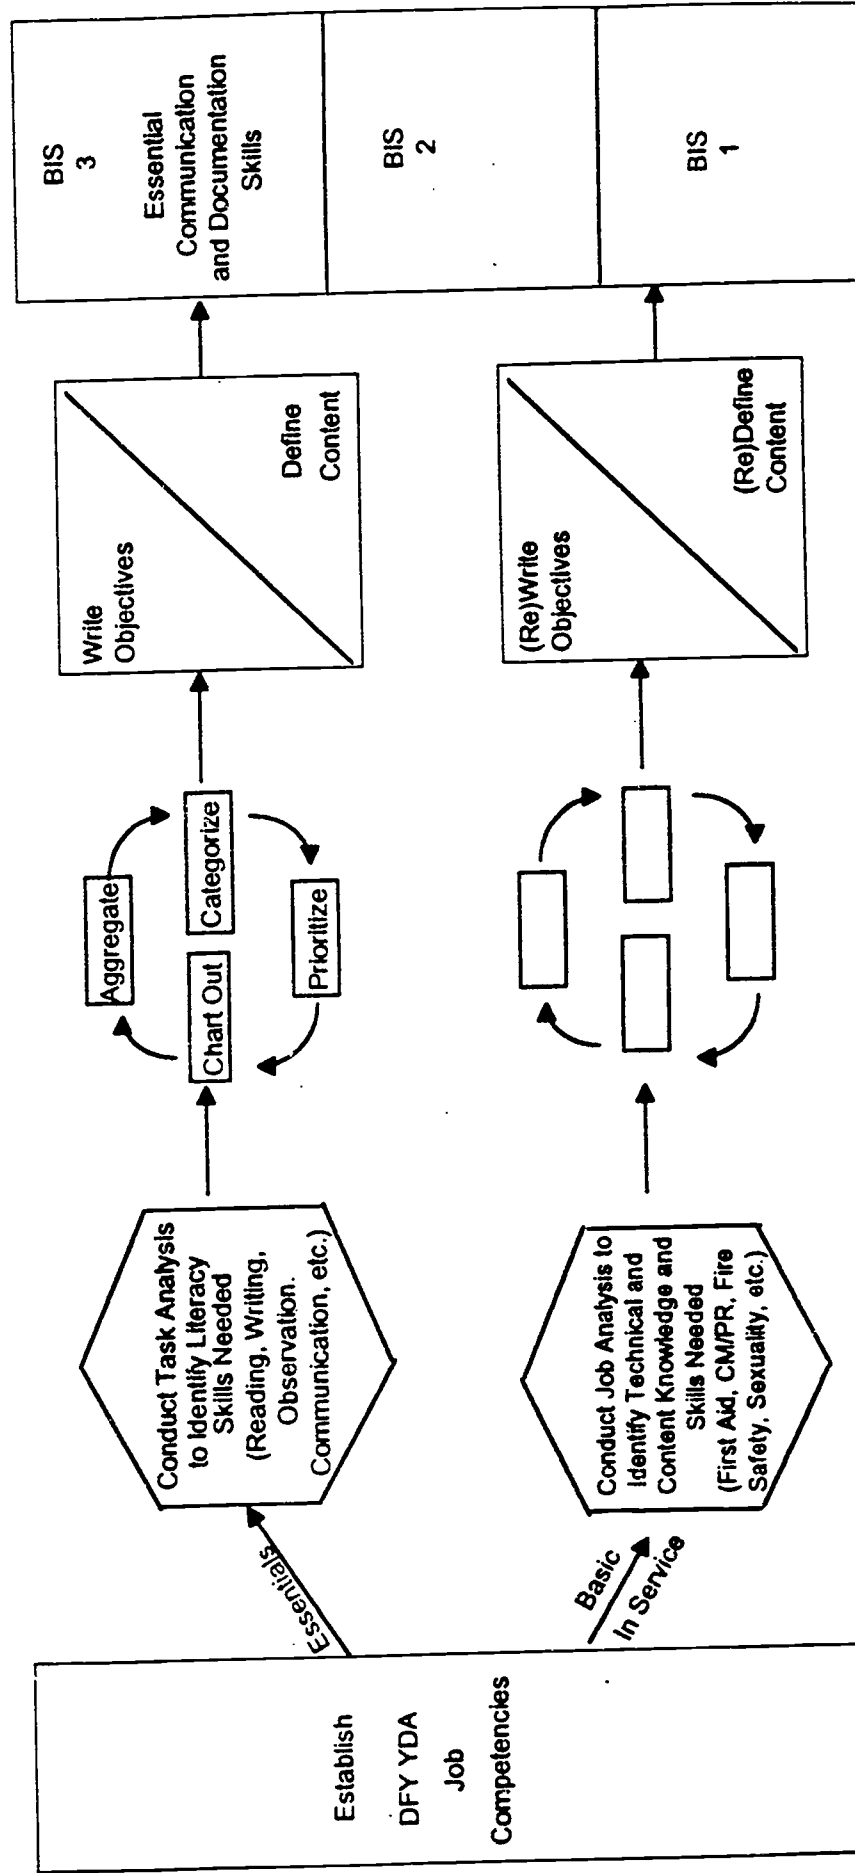 Establish
DFY YDA
Job
Competencies
Essentials
Basic
In Service
Conduct Task Analysis
to Identify Literacy
Skills Needed
(Reading, Writing,
Observation.
Communication, etc.)
Chart Out
Aggregate
Categorize
Prioritize
Write
Objectives
Define
Content
BIS
3
Essential
Communication
and Documentation
Skills
BIS
2
BIS
1
Conduct Job Analysis to
Identify Technical and
Content Knowledge and
Skills Needed
(First Aid, CM/PR, Fire
Safety, Sexuality, etc.)
(Re)Write
Objectives
(Re)Define
Content